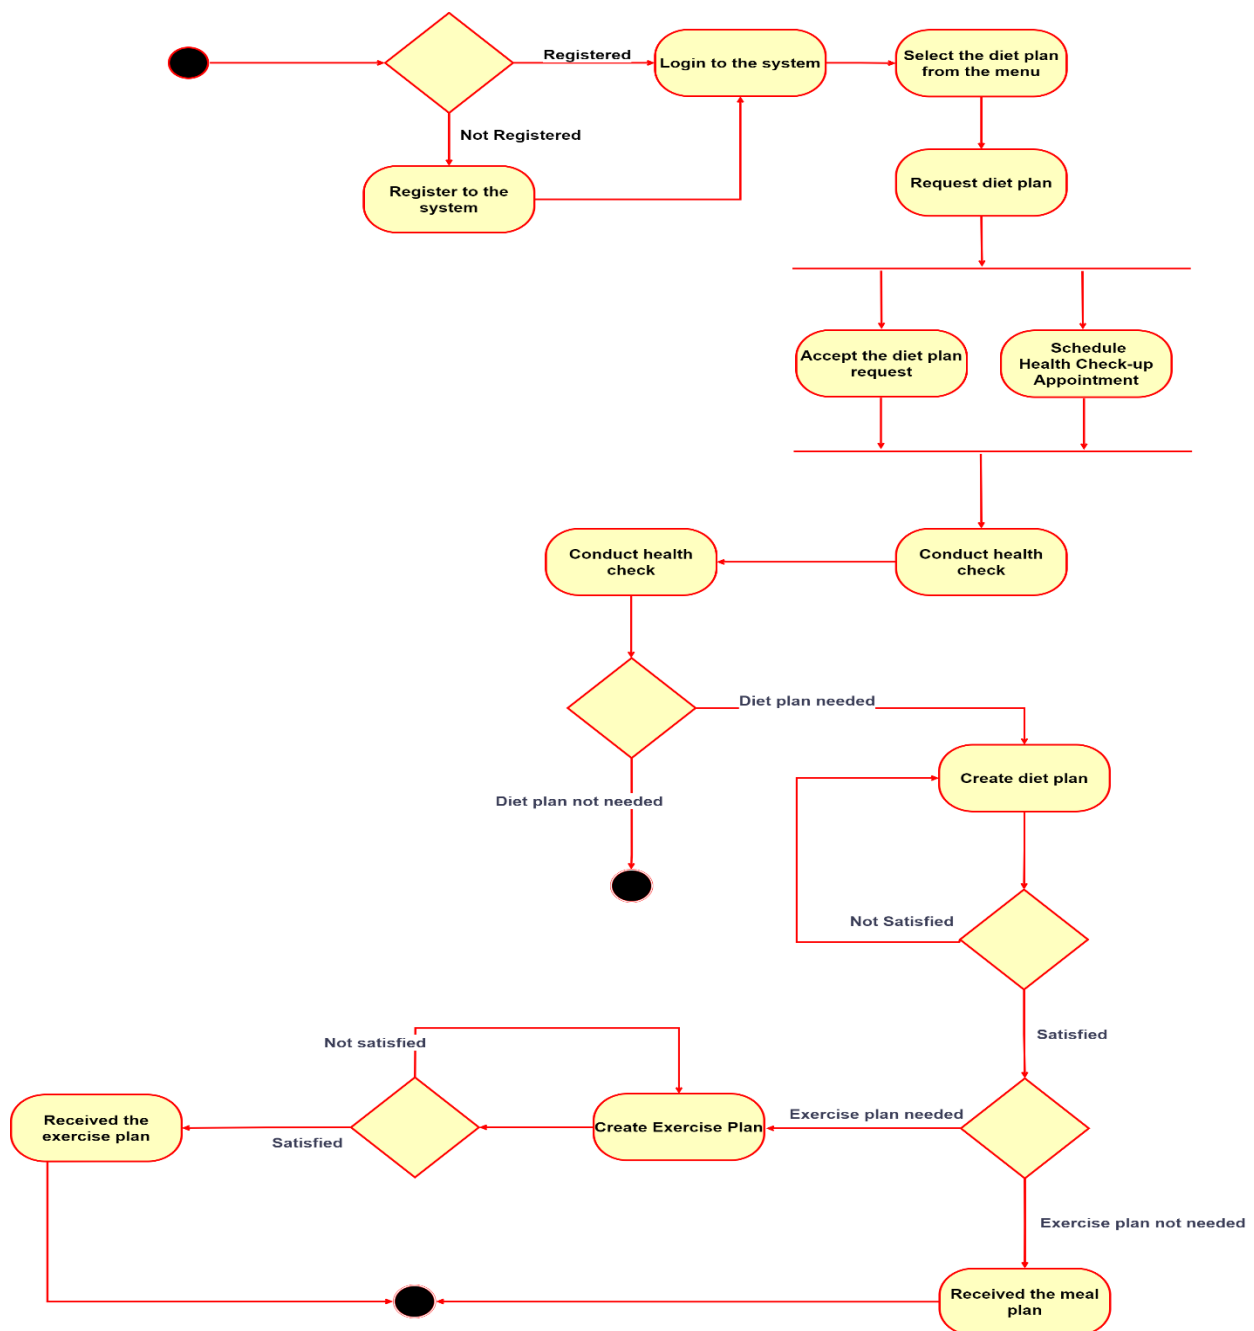 Registered
Login to the system
Select the diet plan
from the menu
Not Registered
Register to the
system
Request diet plan
Accept the diet plan
request
Schedule
Health Check-up
Appointment
Conduct health
check
Conduct health
check
Diet plan needed
Create diet plan
Diet plan not needed
Not Satisfied
Satisfied
Not satisfied
Exercise plan needed
Create Exercise Plan
Received the
exercise plan
Satisfied
Exercise plan not needed
Received the meal
plan